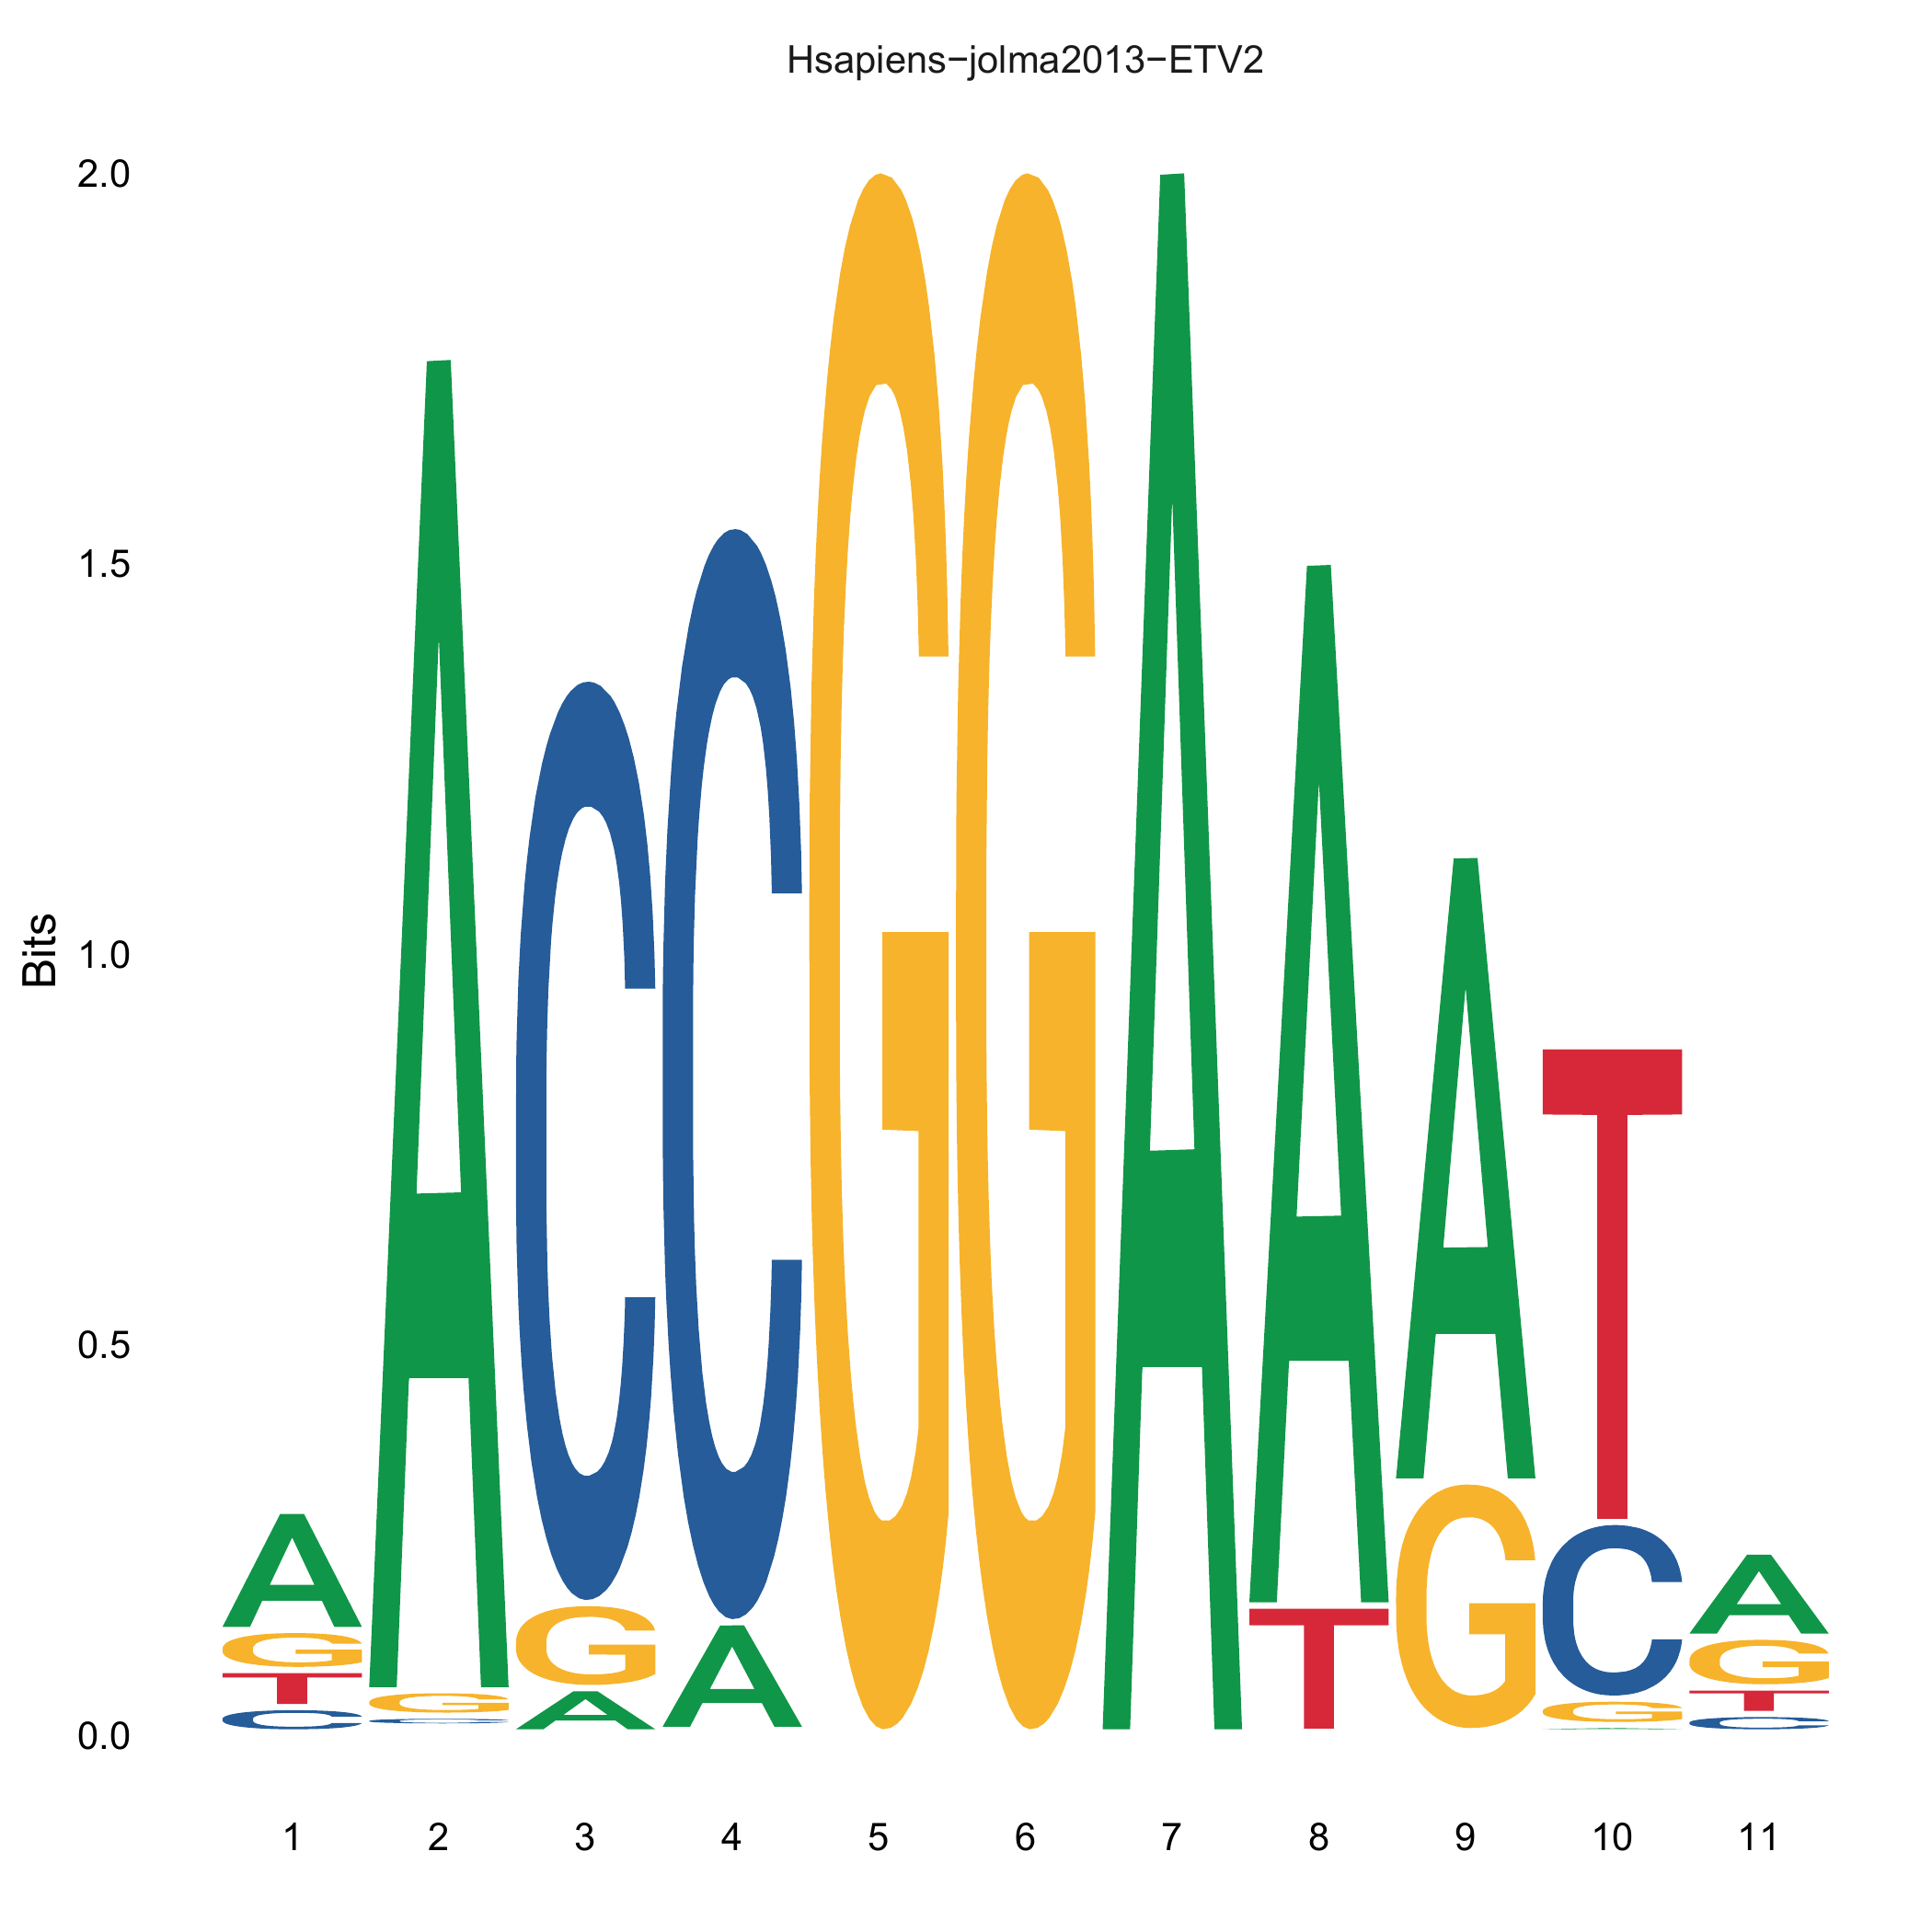 Hsapiens−jolma2013−ETV2
2.0
1.5
1.0
0.5
0.0
Bits
A G T C
A G C
C G A
C A
G
G
A
A T
A G
T C G A
A G T C
1 2 3 4 5 6 7 8 9 10 11